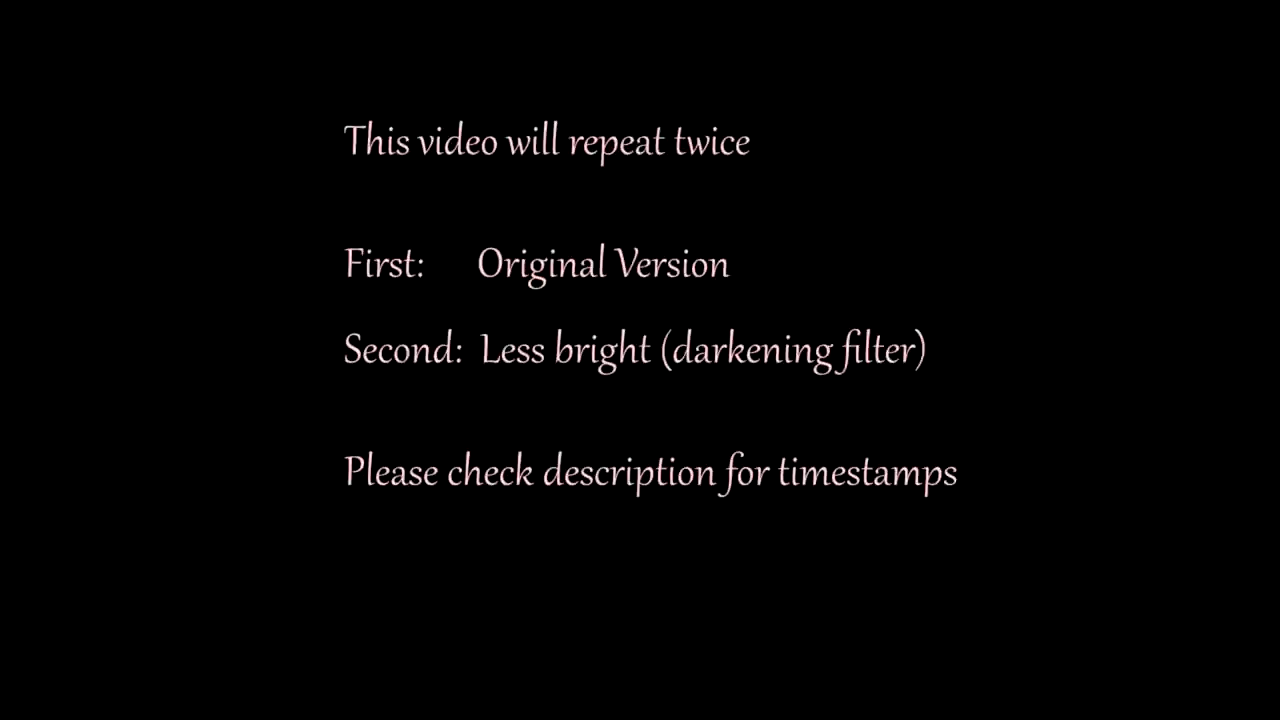 This video will repeat twice
First: Original Version
Second: Less bright (darkening filter)
Please check description for timestamps